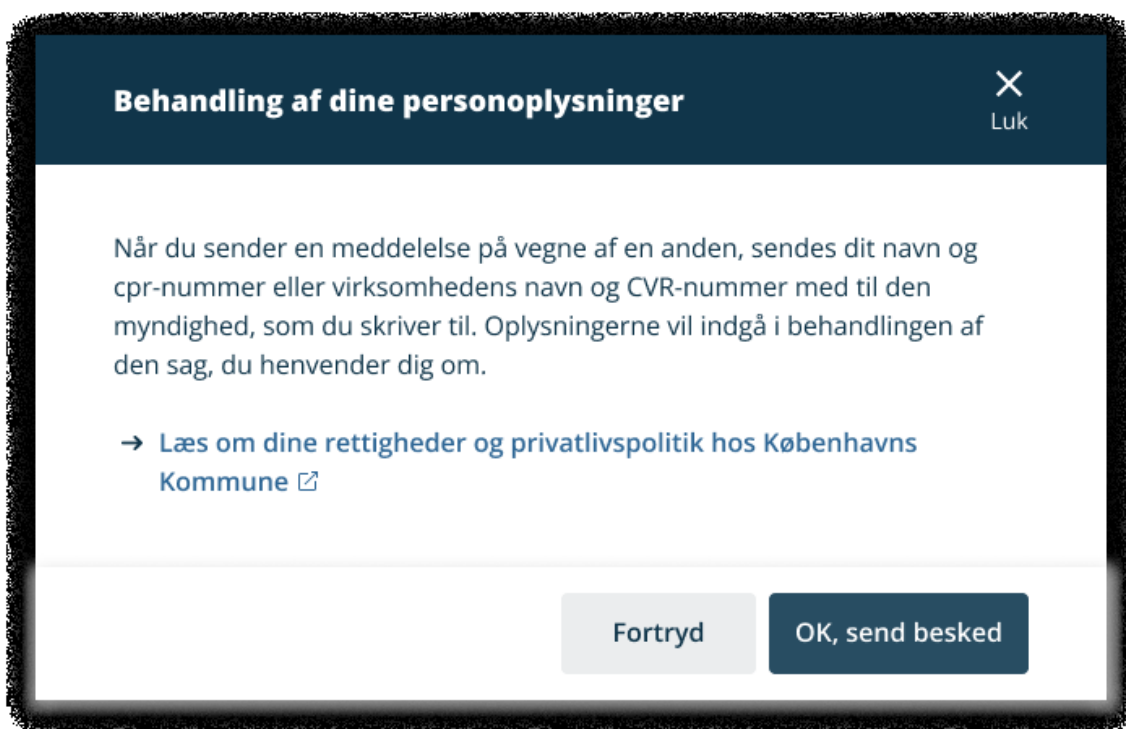 Behandling af dine personoplysninger
Luk
Når du sender en meddelelse på vegne af en anden, sendes dit navn og
cpr-nummer eller virksomhedens navn og CVR-nummer med til den
myndighed, som du skriver til. Oplysningerne vil indgå i behandlingen af
den sag, du henvender dig om.
→ Læs om dine rettigheder og privatlivspolitik hos Københavns
Kommune
Fortryd
OK, send besked